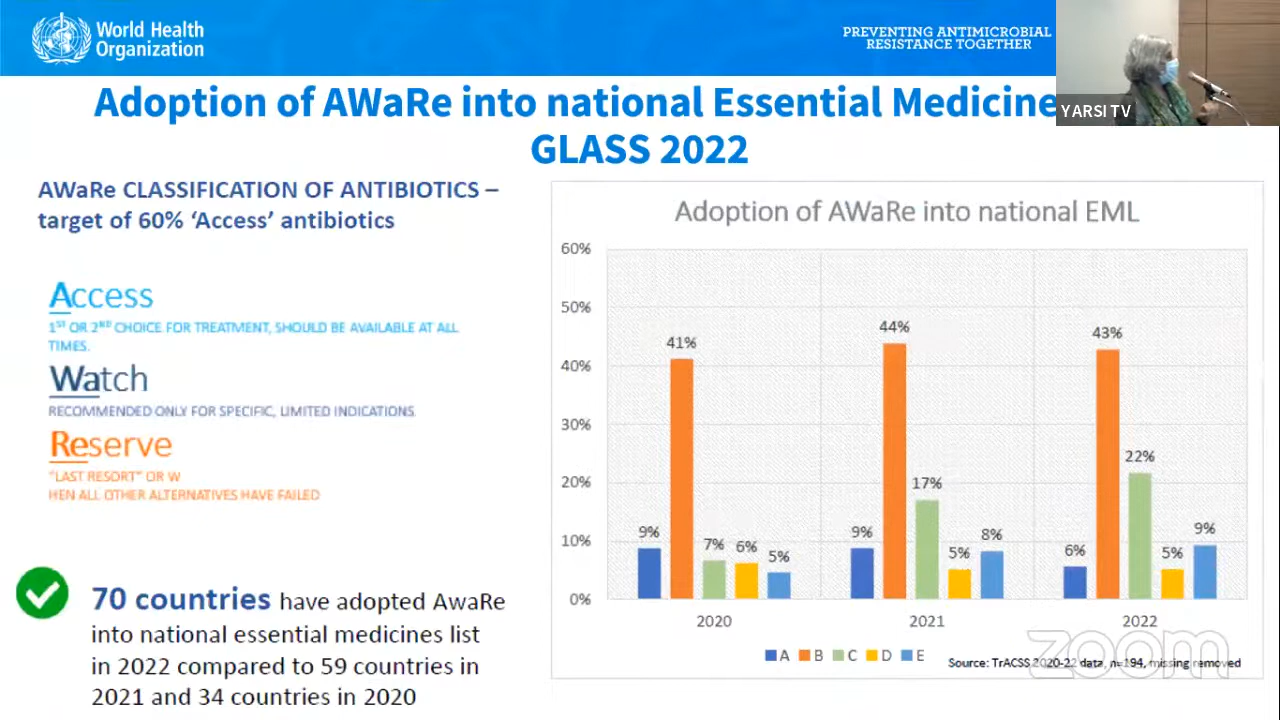 World Health
Organization
PREVENTING ANTIMICROBIAL
RESISTANCE TOGETHER
YARSI TV
Adoption of AWaRe into national Essential Medicine
GLASS 2022
AWaRe CLASSIFICATION OF ANTIBIOTICS –
target of 60% ‘Access’ antibiotics
Access
1ST OR 2ND CHOICE FOR TREATMENT, SHOULD BE AVAILABLE AT ALL
TIMES.
Watch
RECOMMENDED ONLY FOR SPECIFIC, LIMITED INDICATIONS.
Reserve
“LAST RESORT” OR W
HEN ALL OTHER ALTERNATIVES HAVE FAILED
70 countries have adopted AwaRe
into national essential medicines list
in 2022 compared to 59 countries in
2021 and 34 countries in 2020
Adoption of AWaRe into national EML
60%
50%
40%
30%
20%
10%
0%
9% 41% 7% 6% 5%
9% 44% 17% 5% 8%
6% 43% 22% 5% 9%
2020 2021 2022
A B C D E
Source: TrACSS 2020-22 data, n=194, missing removed
zoom